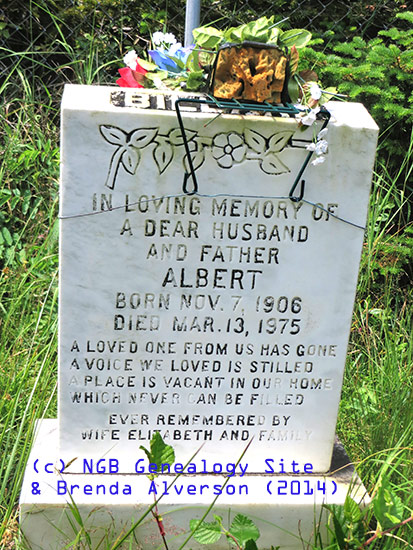 IN LOVING MEMORY OF
A DEAR HUSBAND
AND FATHER
ALBERT
BORN NOV. 7, 1906
DIED MAR. 13, 1975
A LOVED ONE FROM US HAS GONE
A VOICE WE LOVED IS STILLED
A PLACE IS VACANT IN OUR HOME
WHICH NEVER CAN BE FILLED
EVER REMEMBERED BY
WIFE ELIZABETH AND FAMILY
(c) NGB Genealogy Site
& Brenda Alverson (2014)